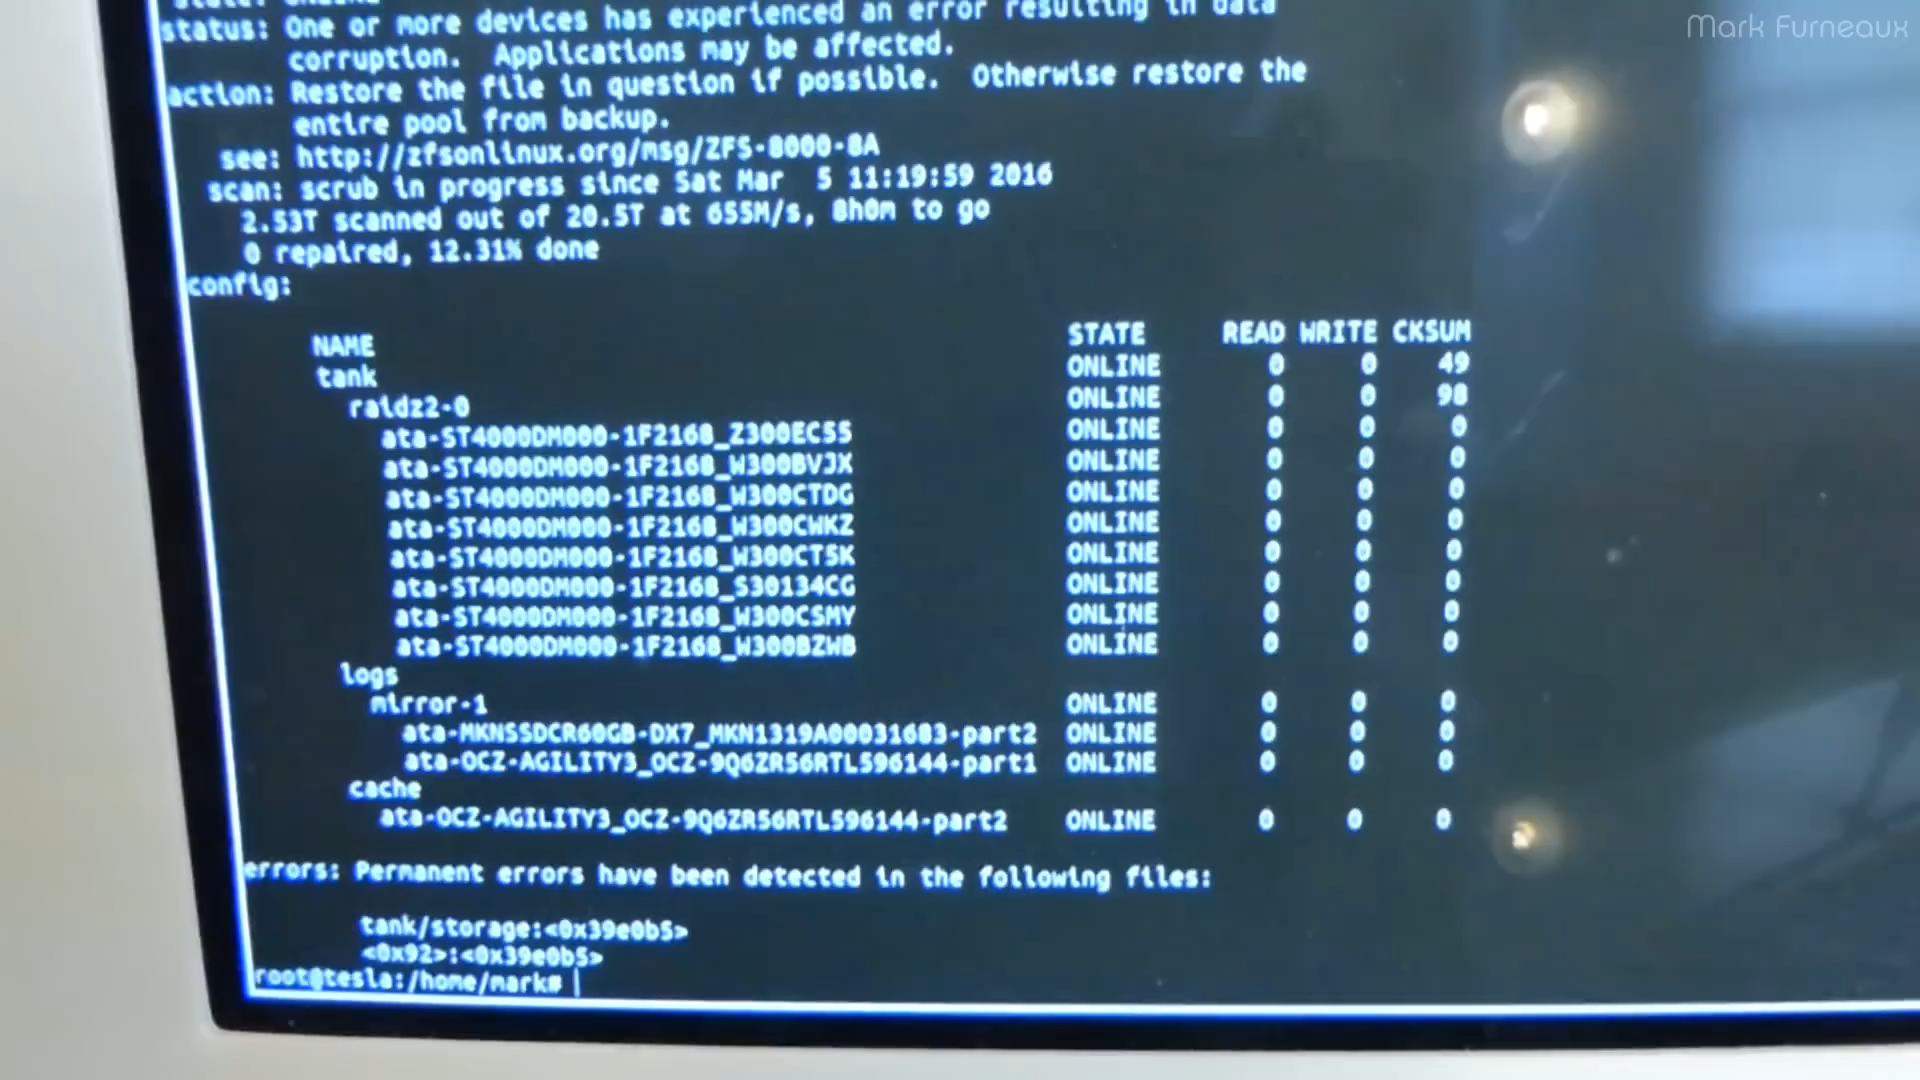 Mark Furneaux
status: One or more devices has experienced an error resulting in data
corruption. Applications may be affected.
action: Restore the file in question if possible. Otherwise restore the
entire pool from backup.
see: http://zfsonlinux.org/msg/ZFS-8000-8A
scan: scrub in progress since Sat Mar 5 11:19:59 2016
2.53T scanned out of 20.5T at 655M/s, 8h0m to go
0 repaired, 12.31% done
config:
NAME STATE READ WRITE CKSUM
tank ONLINE 0 0 49
raidz2-0 ONLINE 0 0 98
ata-ST4000DM000-1F2168_Z300EC55 ONLINE 0 0 0
ata-ST4000DM000-1F2168_W300BVJX ONLINE 0 0 0
ata-ST4000DM000-1F2168_W300CTDG ONLINE 0 0 0
ata-ST4000DM000-1F2168_W300CWKZ ONLINE 0 0 0
ata-ST4000DM000-1F2168_W300CT5K ONLINE 0 0 0
ata-ST4000DM000-1F2168_S30134CG ONLINE 0 0 0
ata-ST4000DM000-1F2168_W300CSMY ONLINE 0 0 0
ata-ST4000DM000-1F2168_W300BZWB ONLINE 0 0 0
logs
mirror-1 ONLINE 0 0 0
ata-MKNSSDCR60GB-DX7_MKN1319A00031683-part2 ONLINE 0 0 0
ata-OCZ-AGILITY3_OCZ-9Q6ZR56RTL596144-part1 ONLINE 0 0 0
cache
ata-OCZ-AGILITY3_OCZ-9Q6ZR56RTL596144-part2 ONLINE 0 0 0
errors: Permanent errors have been detected in the following files:
tank/storage:<0x39e0b5>
<0x92>:<0x39e0b5>
root@tesla:/home/mark#